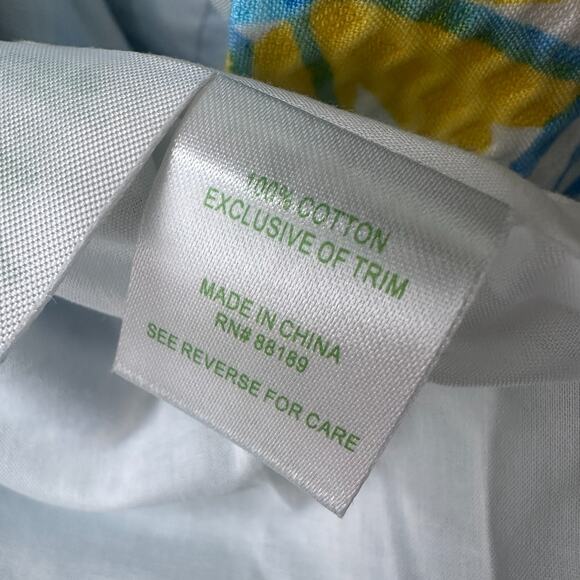 100% COTTON
EXCLUSIVE OF TRIM
MADE IN CHINA
RN# 88189
SEE REVERSE FOR CARE